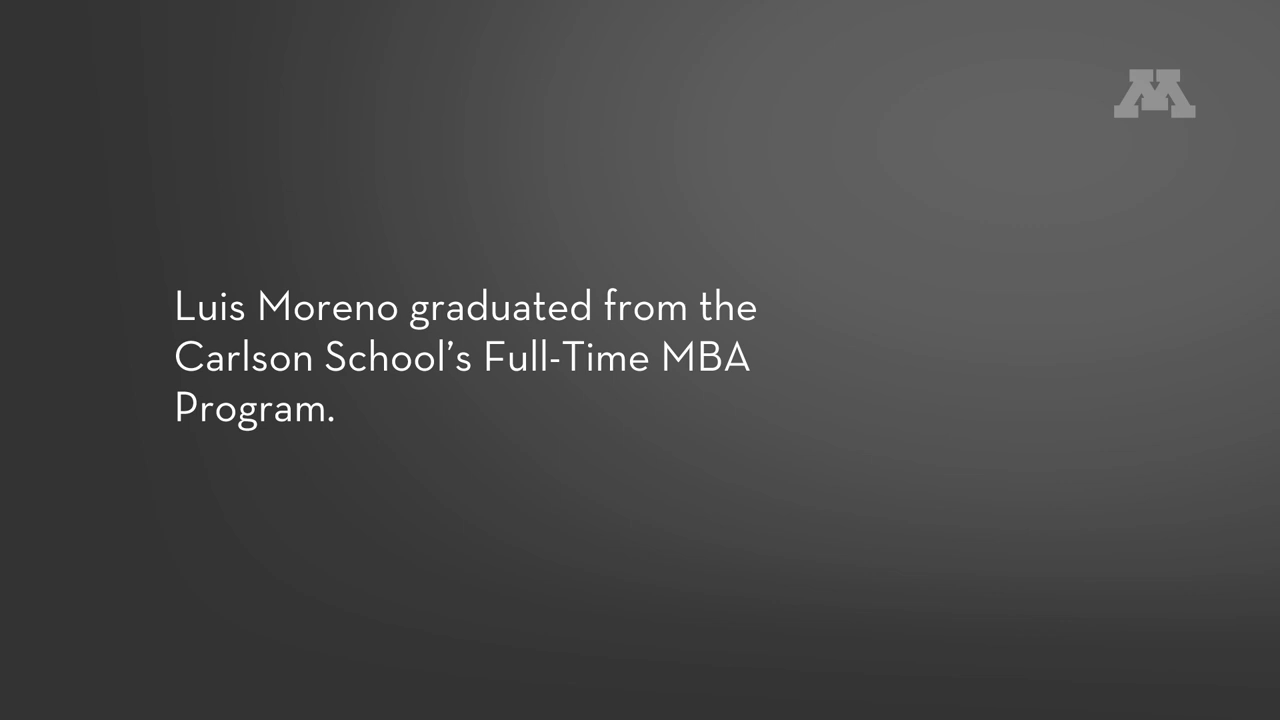 Luis Moreno graduated from the
Carlson School’s Full-Time MBA
Program.